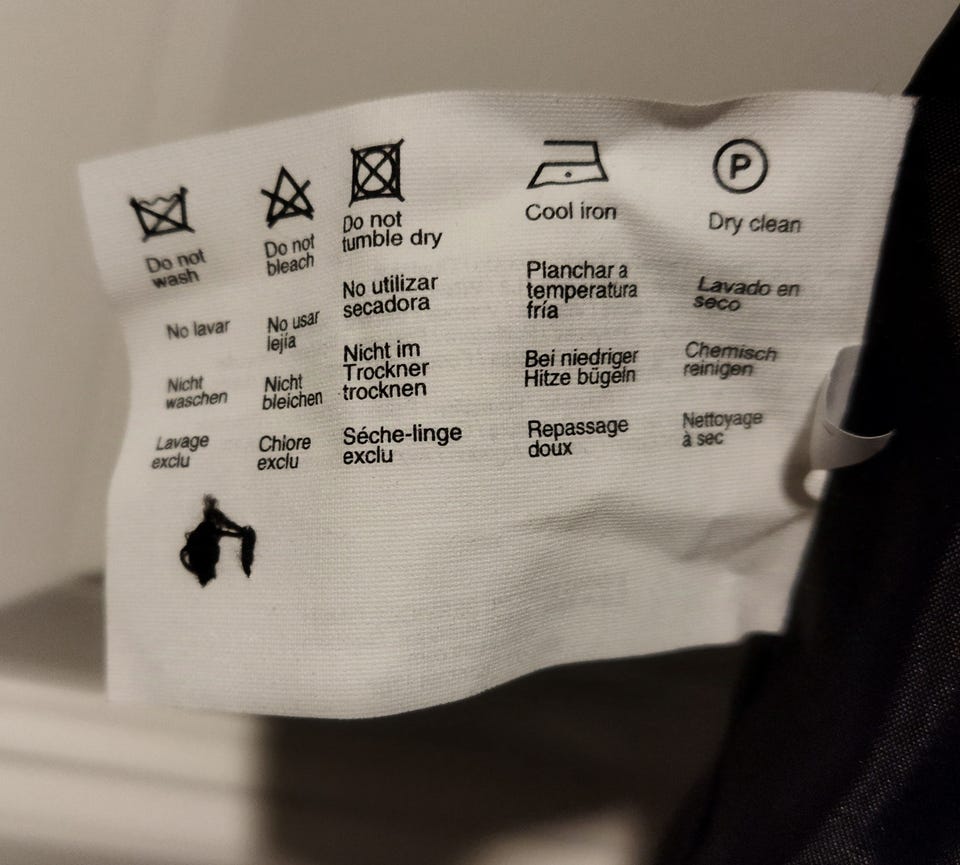 P
Do not
wash
Do not
bleach
Do not
tumble dry
Cool iron
Dry clean
No lavar
No usar
lejía
No utilizar
secadora
Planchar a
temperatura
fría
Lavado en
seco
Nicht
waschen
Nicht
bleichen
Nicht im
Trockner
trocknen
Bei niedriger
Hitze bügeln
Chemisch
reinigen
Lavage
exclu
Chlore
exclu
Séche-linge
exclu
Repassage
doux
Nettoyage
à sec